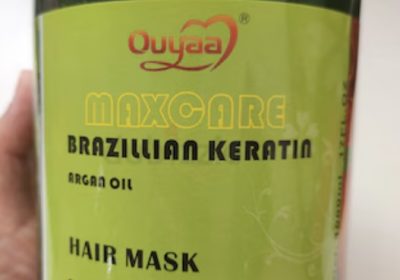 Ouyaa ®
MAXCARE
BRAZILLIAN KERATIN
ARGAN OIL
HAIR MASK